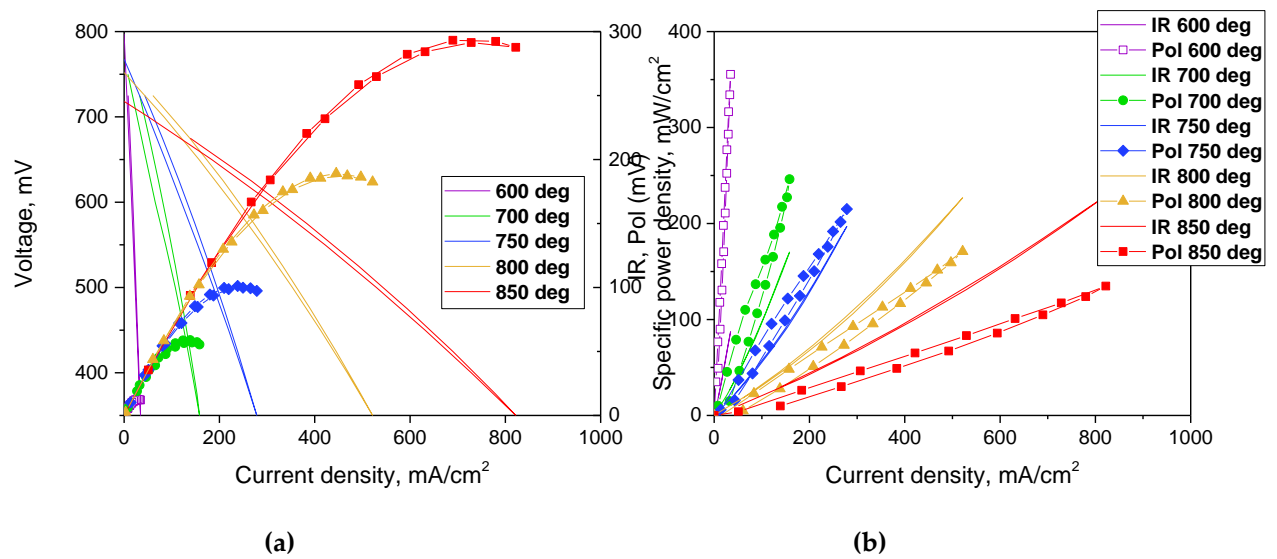 800
700
600
500
400
Voltage, mV
0
200
400
600
800
1000
Current density, mA/cm2
300
200
100
0
Specific power density, mW/cm2
600 deg
700 deg
750 deg
800 deg
850 deg
(a)
400
300
200
100
0
IR, Pol (mV)
0
200
400
600
800
1000
Current density, mA/cm2
IR 600 deg
Pol 600 deg
IR 700 deg
Pol 700 deg
IR 750 deg
Pol 750 deg
IR 800 deg
Pol 800 deg
IR 850 deg
Pol 850 deg
(b)